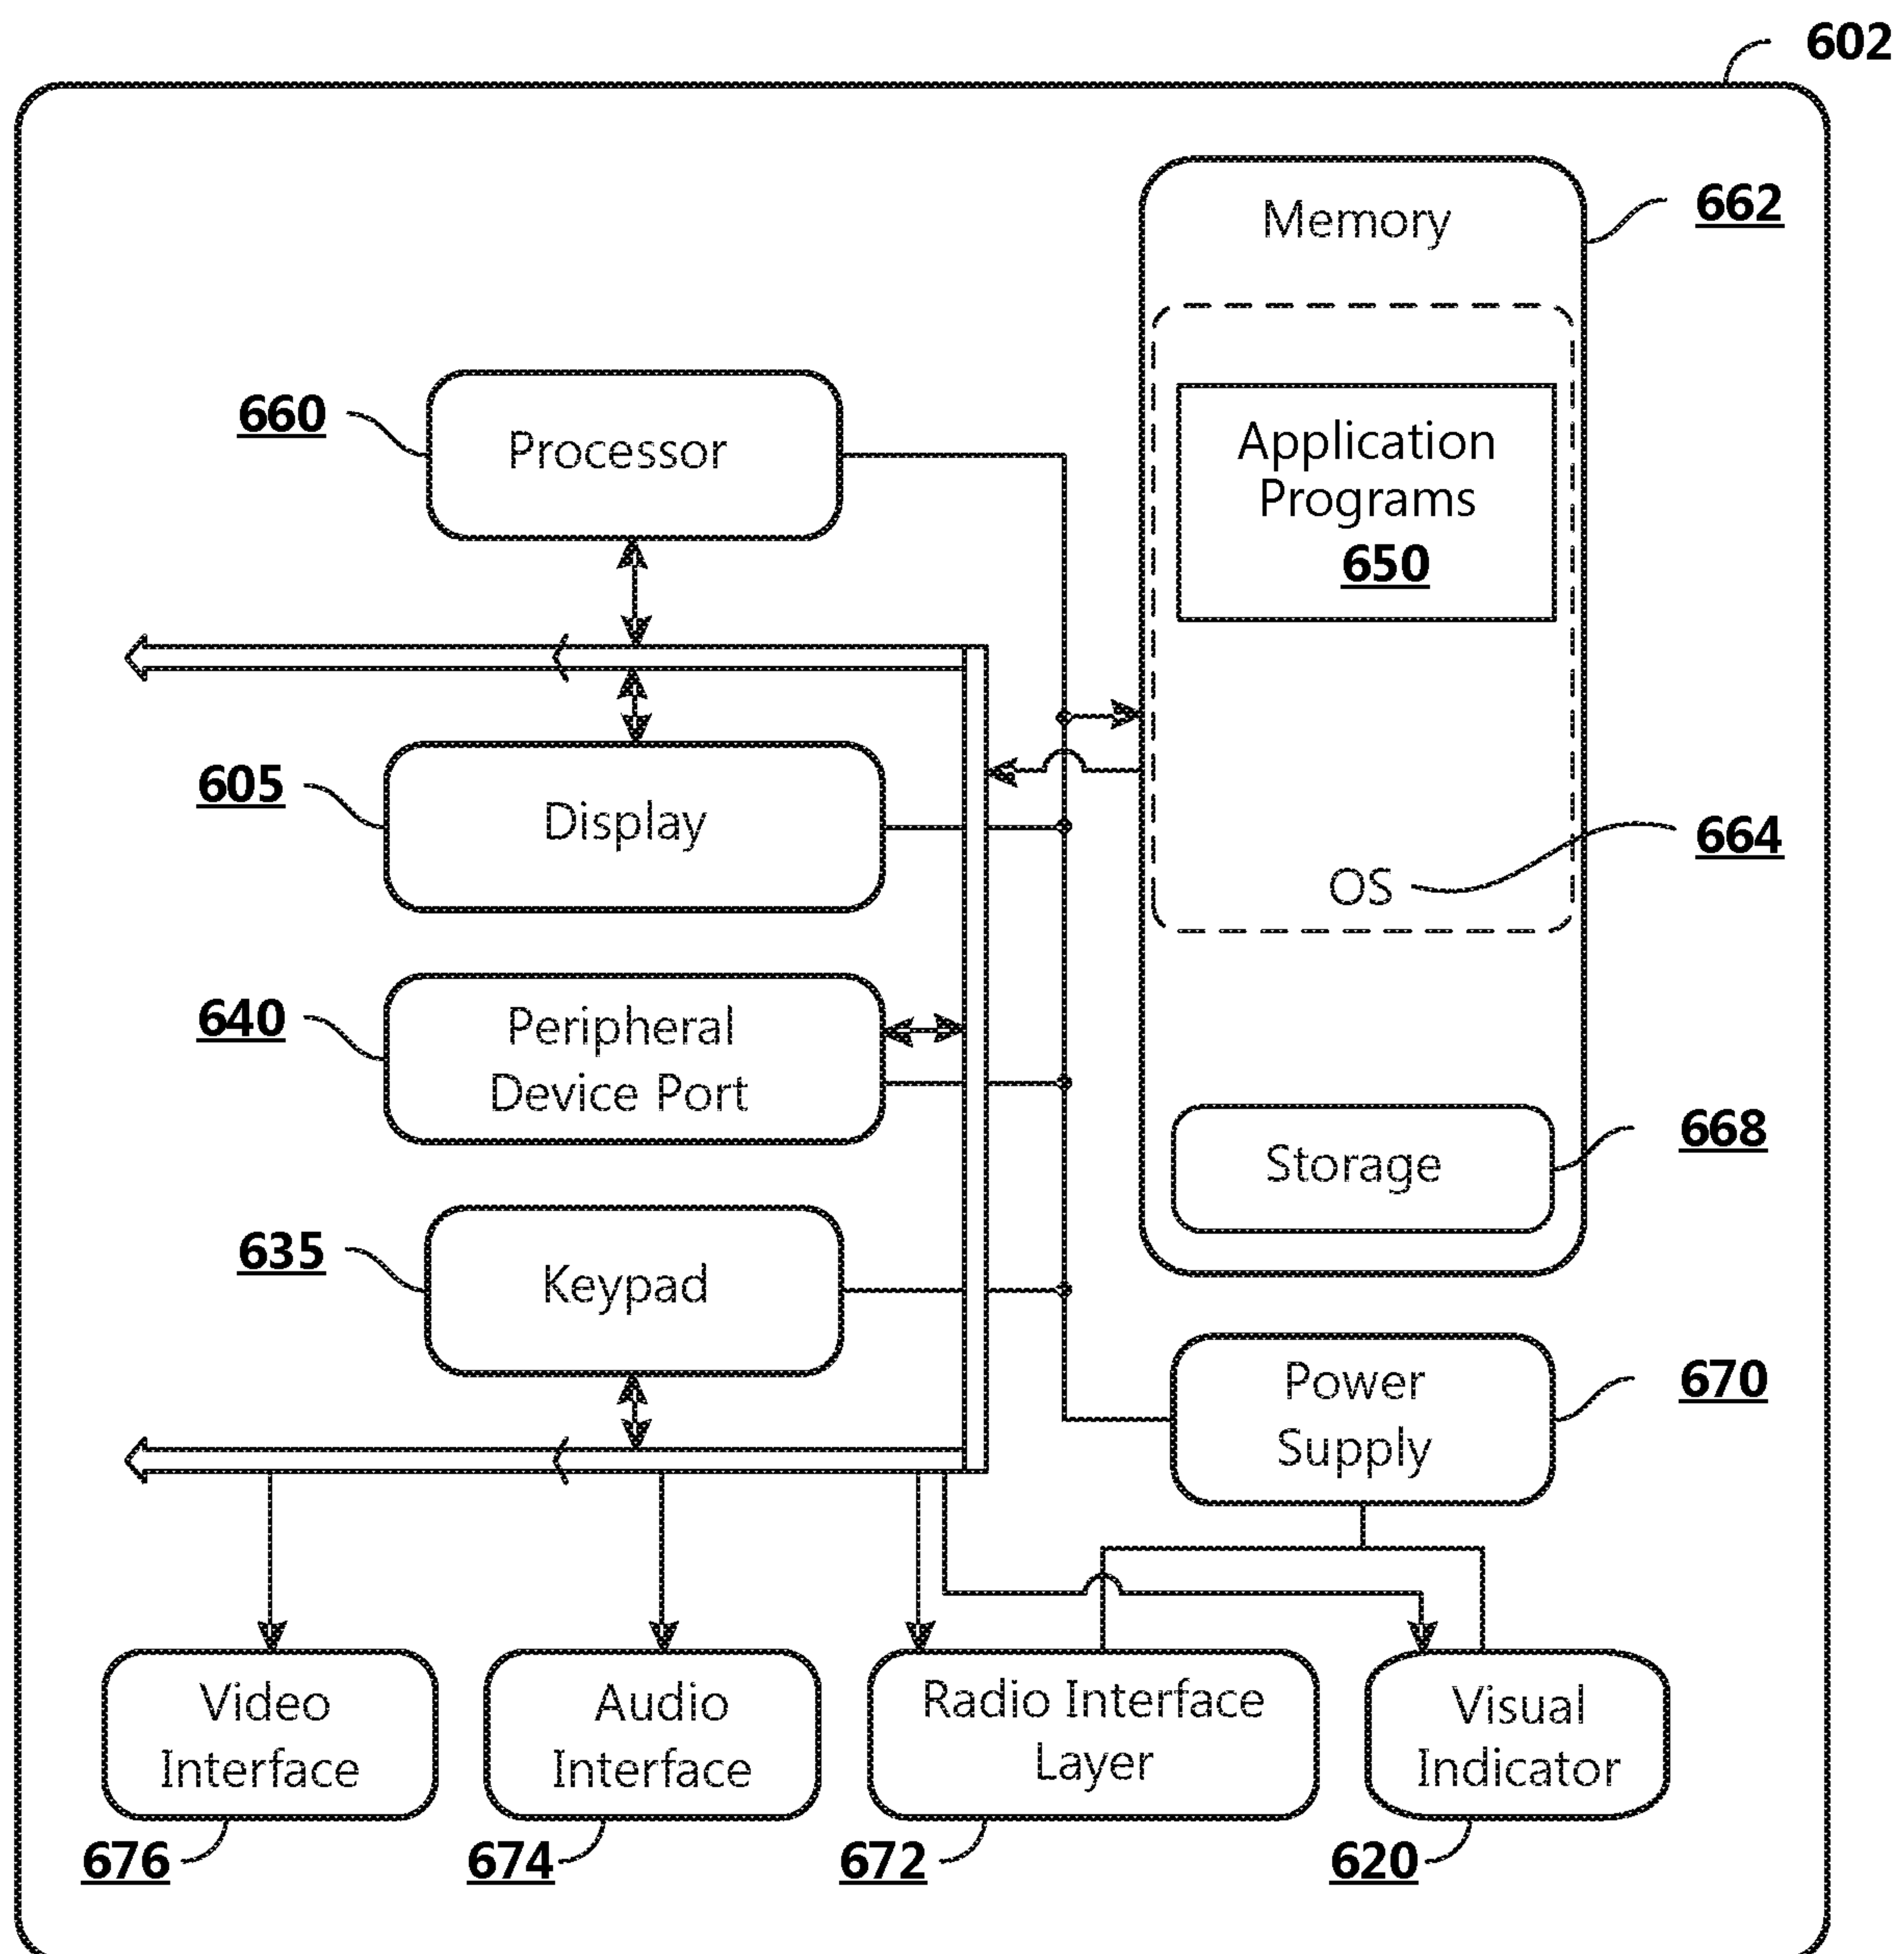 602
Memory
662
Application
Programs
650
660
Processor
605
Display
OS
664
640
Peripheral
Device Port
Storage
668
635
Keypad
Power
Supply
670
Video
Interface
Audio
Interface
Radio Interface
Layer
Visual
Indicator
676
674
672
620